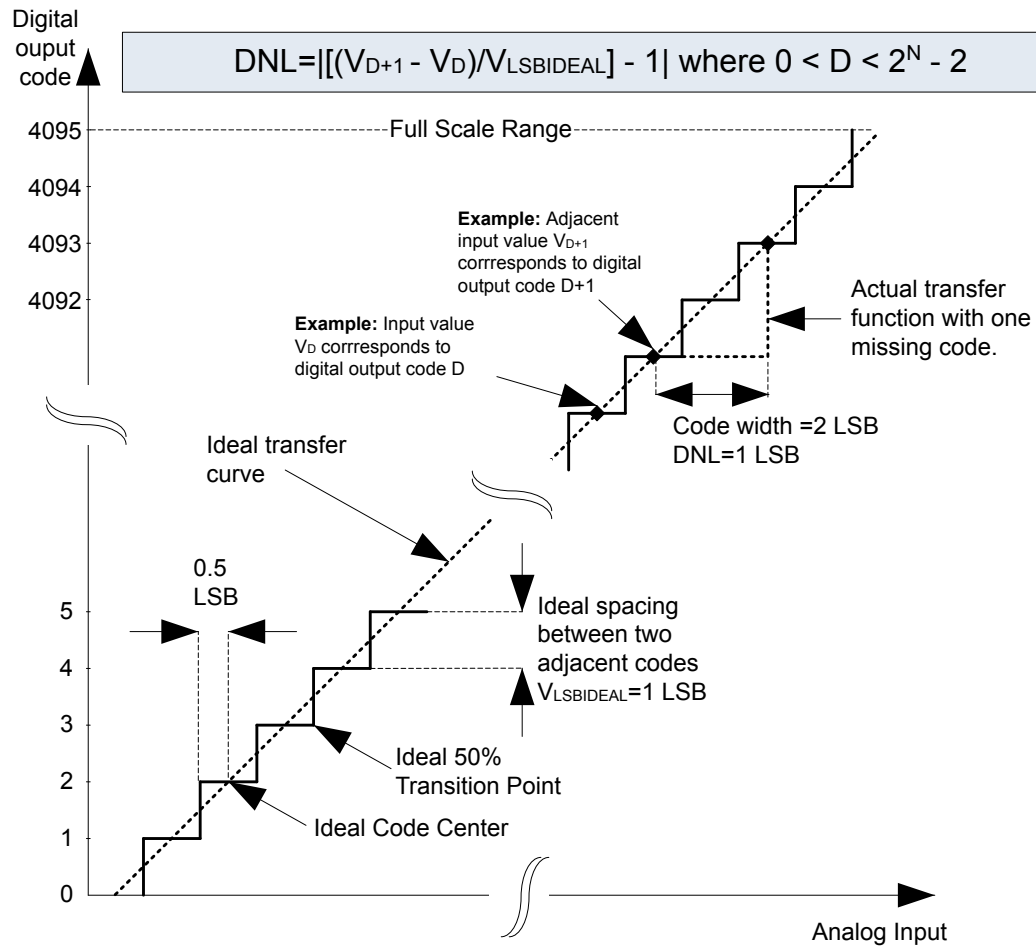 Digital
ouput
code
DNL=|[(VD+1 - VD)/VLSBIDEAL] - 1| where 0 < D < 2^N - 2
4095
Full Scale Range
4094
4093
4092
Example: Adjacent
input value VD+1
corrresponds to digital
output code D+1
Example: Input value
VD corrresponds to
digital output code D
Actual transfer
function with one
missing code.
Code width =2 LSB
DNL=1 LSB
Ideal transfer
curve
0.5
LSB
Ideal spacing
between two
adjacent codes
VLSBIDEAL=1 LSB
5
4
3
2
1
0
Ideal 50%
Transition Point
Ideal Code Center
Analog Input